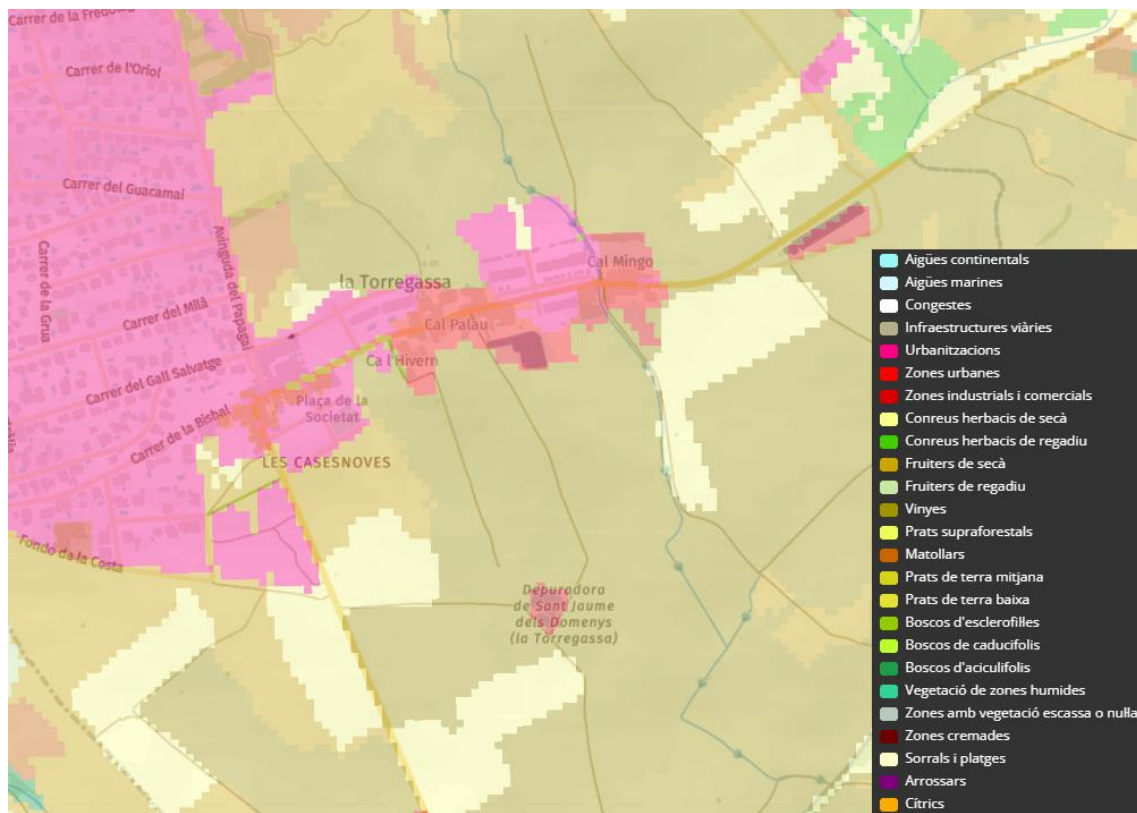 Carrer de la Fredeluga
Carrer de l'Oriol
Carrer del Guacamai
Avinguda del Papagai
Carrer de la Grua
Carrer del Milà
la Torregassa
Cal Mingo
Cal Palau
Ca l'Hivern
Carrer del Gall Salvatge
Plaça de la
Societat
Carrer de la Bisbal
LES CASESNOVES
Fondo de la Costa
Depuradora
de Sant Jaume
dels Domenys
(la Torregassa)
Aigües continentals
Aigües marines
Congestes
Infraestructures viàries
Urbanitzacions
Zones urbanes
Zones industrials i comercials
Conreus herbacis de secà
Conreus herbacis de regadiu
Fruiters de secà
Fruiters de regadiu
Vinyes
Prats supraforestals
Matollars
Prats de terra mitjana
Prats de terra baixa
Boscos d'esclerofil·les
Boscos de caducifolis
Boscos d'aciculifolis
Vegetació de zones humides
Zones amb vegetació escassa o nul·la
Zones cremades
Sorrals i platges
Arrossars
Cítrics